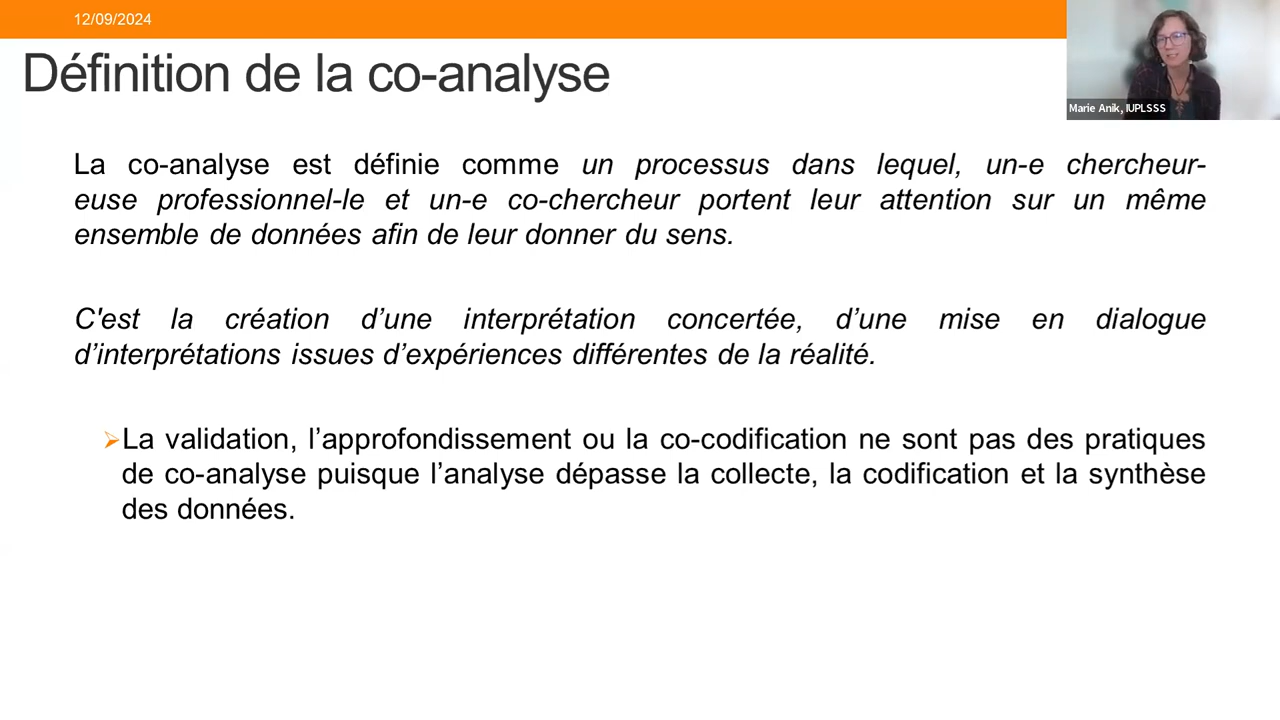 12/09/2024
Définition de la co-analyse
Marie Anik, IUPLSSS
La co-analyse est définie comme un processus dans lequel, un-e chercheur-
euse professionnel-le et un-e co-chercheur portent leur attention sur un même
ensemble de données afin de leur donner du sens.
C'est la création d’une interprétation concertée, d’une mise en dialogue
d’interprétations issues d’expériences différentes de la réalité.
La validation, l’approfondissement ou la co-codification ne sont pas des pratiques
de co-analyse puisque l’analyse dépasse la collecte, la codification et la synthèse
des données.